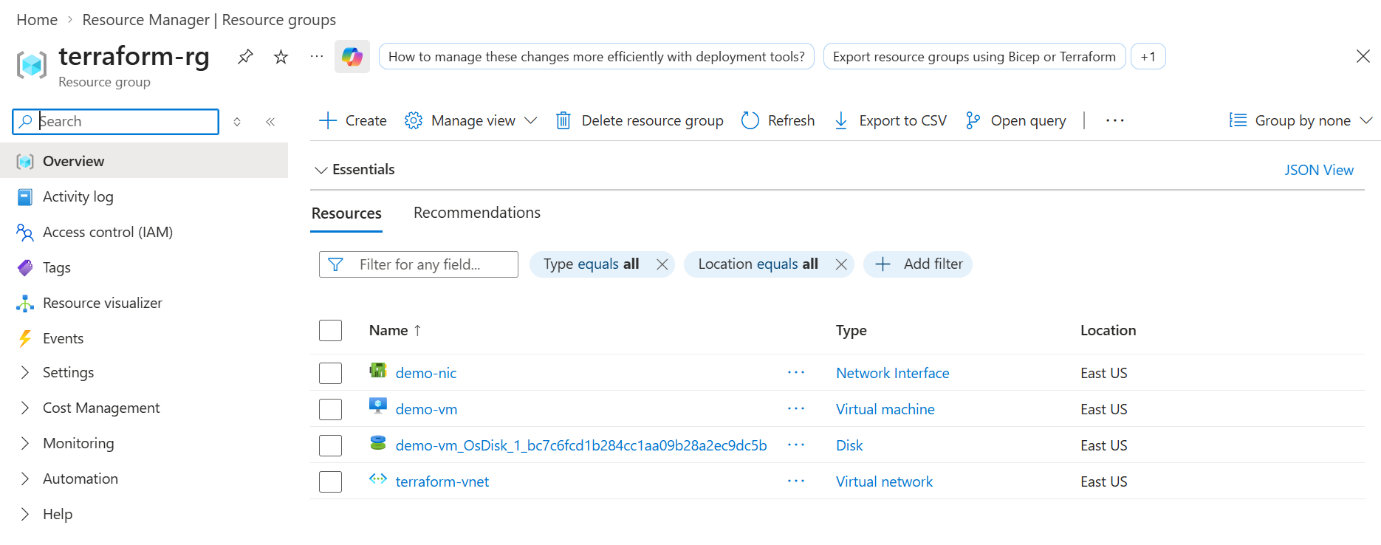 Home > Resource Manager | Resource groups
terraform-rg
Resource group
How to manage these changes more efficiently with deployment tools?
Export resource groups using Bicep or Terraform
+1
Search
Create
Manage view
Delete resource group
Refresh
Export to CSV
Open query
Group by none
Overview
Activity log
Access control (IAM)
Tags
Resource visualizer
Events
Settings
Cost Management
Monitoring
Automation
Help
Essentials
JSON View
Resources
Recommendations
Filter for any field...
Type equals all
Location equals all
Add filter
Name ↑ Type Location
demo-nic ... Network Interface East US
demo-vm ... Virtual machine East US
demo-vm_OsDisk_1_bc7c6fcd1b284cc1aa09b28a2ec9dc5b ... Disk East US
terraform-vnet ... Virtual network East US